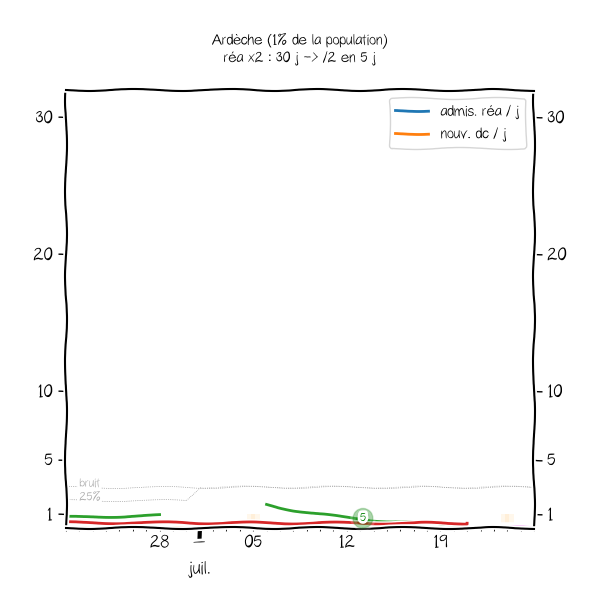 Ardèche (1% de la population)
réa x2 : 30 j -> /2 en 5 j
admis. réa / j
nouv. dc / j
30
30
20
20
10
10
5
5
bruit
25%
5
1
1
28
1
05
12
19
juil.